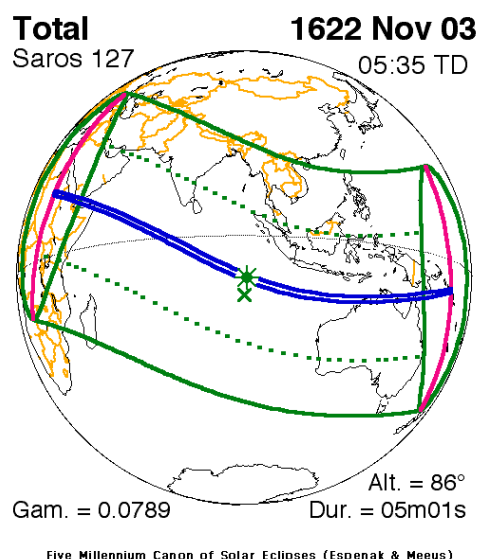 Total
1622 Nov 03
Saros 127
05:35 TD
Alt. = 86°
Gam. = 0.0789
Dur. = 05m01s
Five Millennium Canon of Solar Eclipses (Espenak & Meeus)